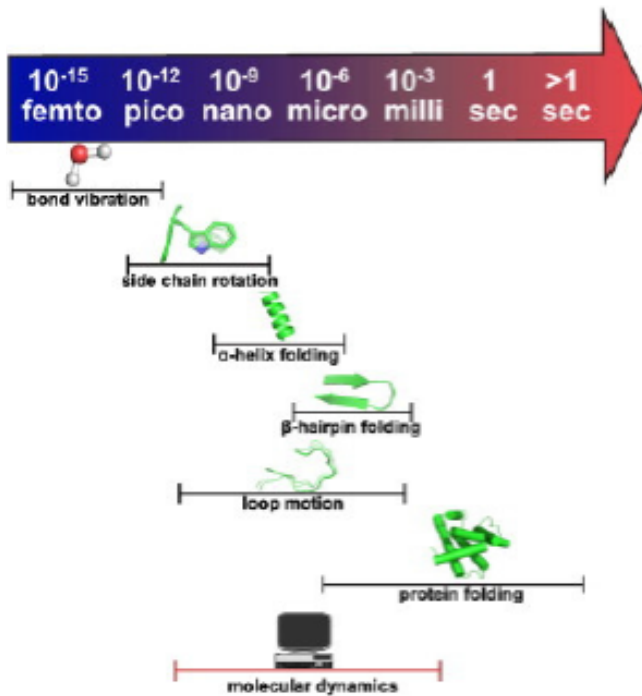 10⁻¹⁵ 10⁻¹² 10⁻⁹ 10⁻⁶ 10⁻³ 1 >1
femto pico nano micro milli sec sec
bond vibration
side chain rotation
α-helix folding
β-hairpin folding
loop motion
protein folding
molecular dynamics